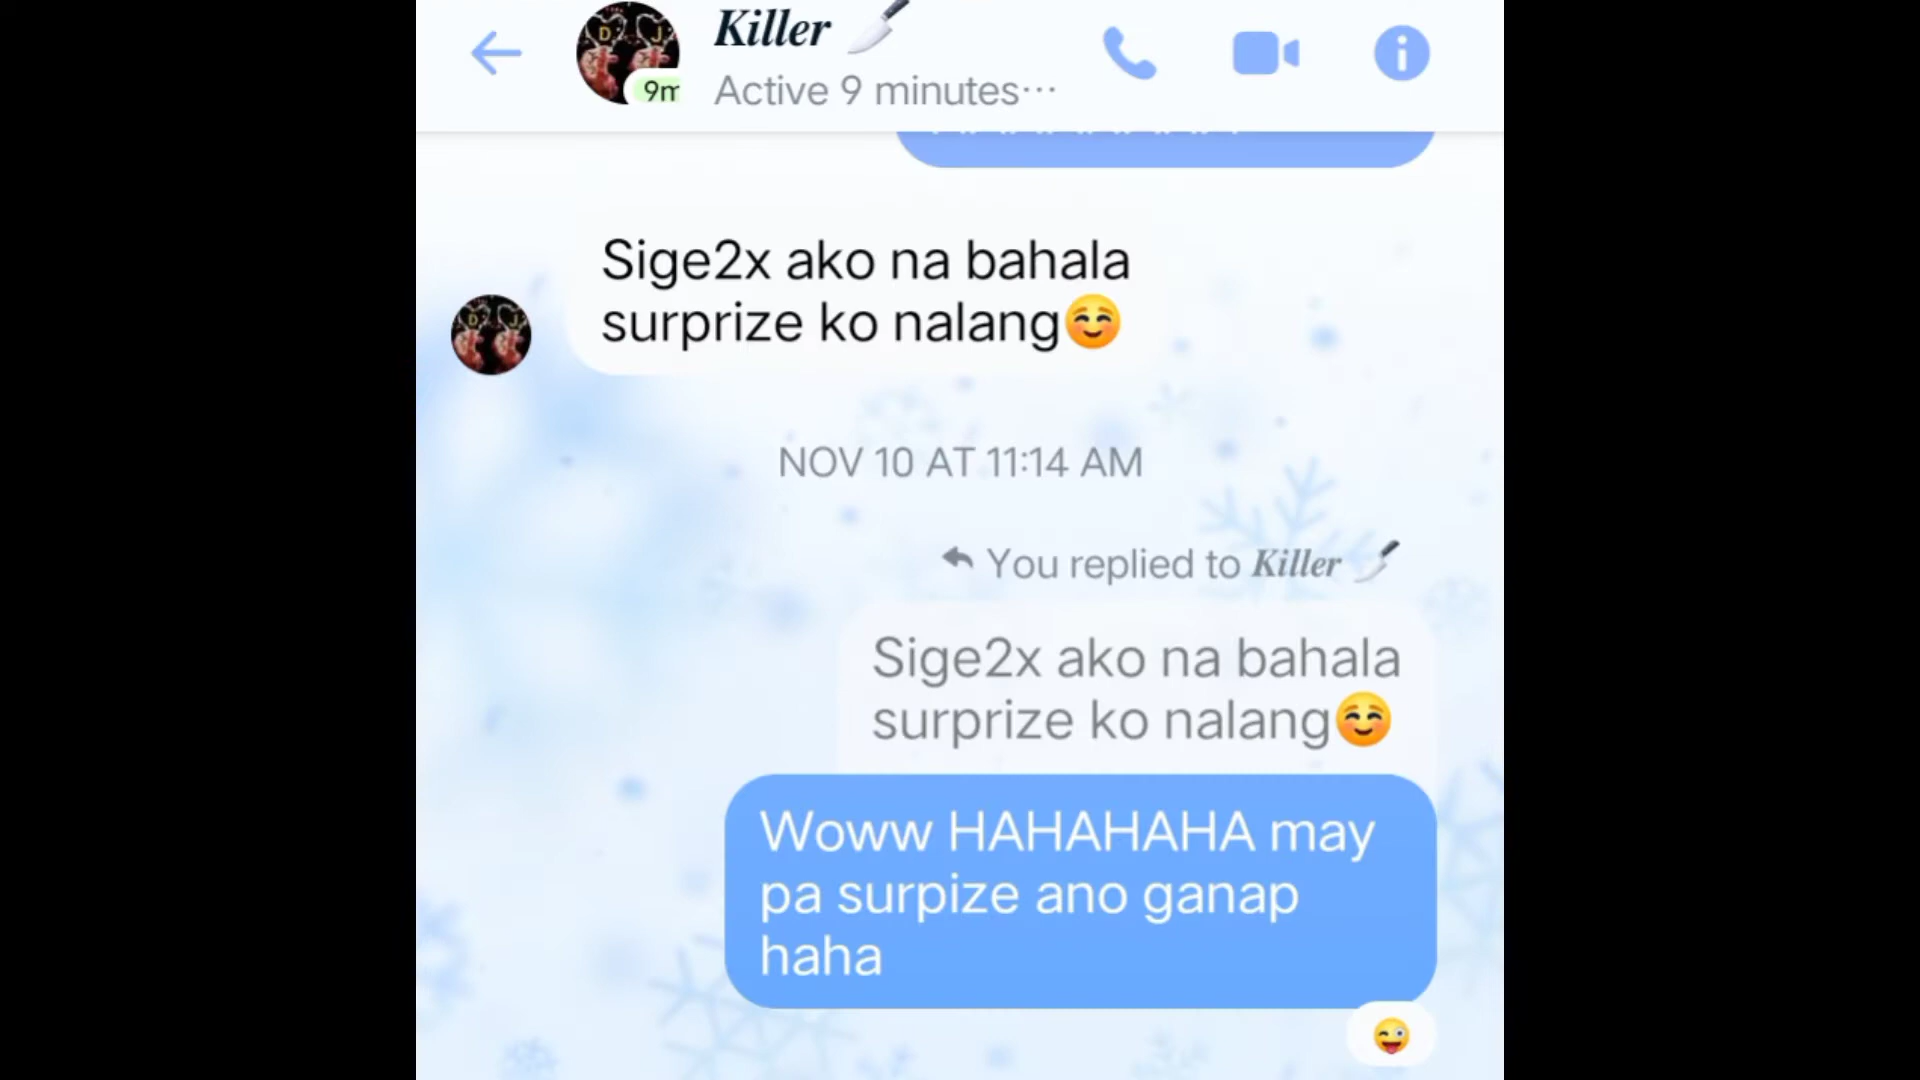 Killer
9m
Active 9 minutes...
Sige2x ako na bahala
surprize ko nalang
NOV 10 AT 11:14 AM
You replied to Killer
Sige2x ako na bahala
surprize ko nalang
Woww HAHAHAHA may
pa surpize ano ganap
haha